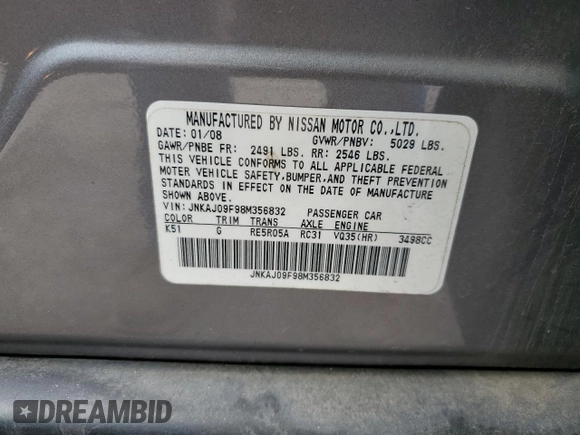 MANUFACTURED BY NISSAN MOTOR CO.,LTD.
DATE: 01/08 GVWR/PNBV: 5029 LBS.
GAWR/PNBE FR: 2491 LBS. RR: 2546 LBS.
THIS VEHICLE CONFORMS TO ALL APPLICABLE FEDERAL
MOTOR VEHICLE SAFETY,BUMPER,AND THEFT PREVENTION
STANDARDS IN EFFECT ON THE DATE OF MANUFACTURE
SHOWN ABOVE.
VIN: JNKAJ09F98M356832 PASSENGER CAR
COLOR TRIM TRANS AXLE ENGINE
K51 G RE5R05A RC31 VQ35(HR) 3498CC
JNKAJ09F98M356832
DREAMBID